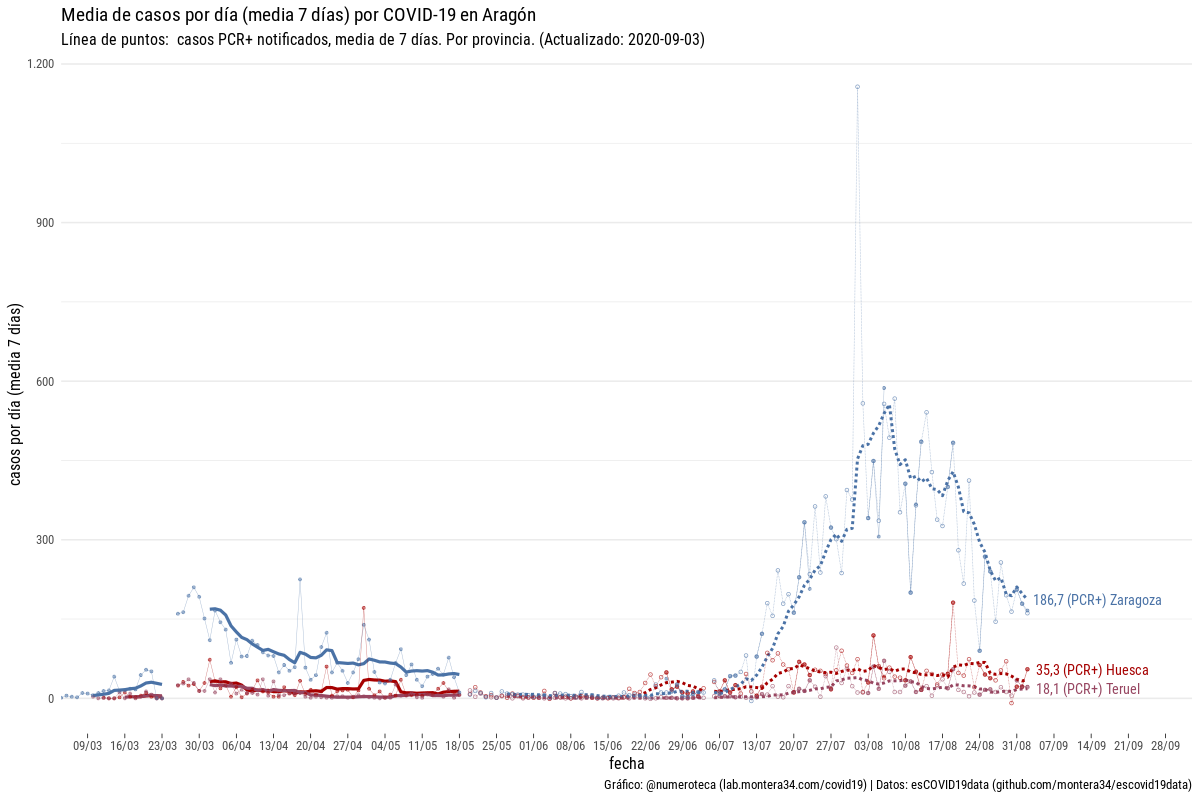 Media de casos por día (media 7 días) por COVID-19 en Aragón
Línea de puntos:  casos PCR+ notificados, media de 7 días. Por provincia. (Actualizado: 2020-09-03)
casos por día (media 7 días)
1.200
900
600
300
0
186,7 (PCR+) Zaragoza
35,3 (PCR+) Huesca
18,1 (PCR+) Teruel
09/03 16/03 23/03 30/03 06/04 13/04 20/04 27/04 04/05 11/05 18/05 25/05 01/06 08/06 15/06 22/06 29/06 06/07 13/07 20/07 27/07 03/08 10/08 17/08 24/08 31/08 07/09 14/09 21/09 28/09
fecha
Gráfico: @numeroteca (lab.montera34.com/covid19) | Datos: esCOVID19data (github.com/montera34/escovid19data)